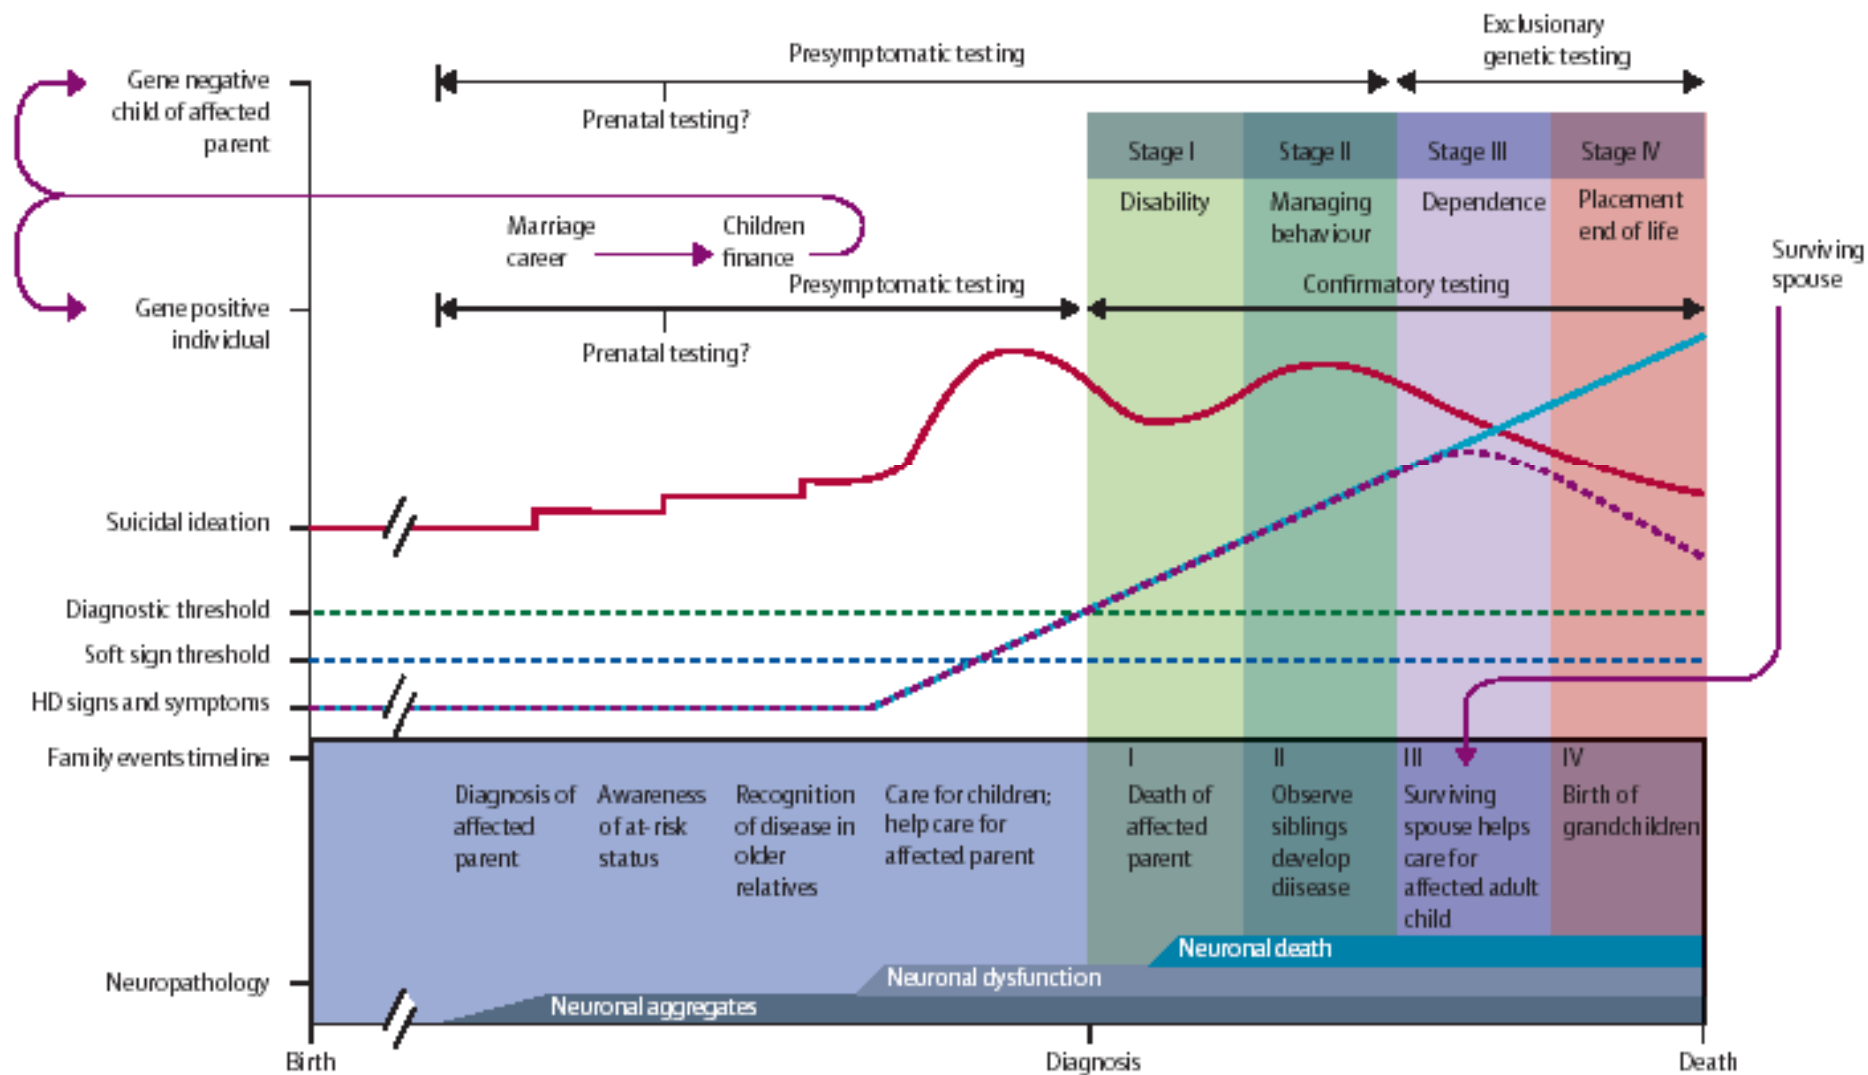 Exclusionary
genetic testing
Presymptomatic testing
Gene negative
child of affected
parent
Prenatal testing?
Stage I
Stage II
Stage III
Stage IV
Disability
Managing
behaviour
Dependence
Placement
end of life
Marriage
career
Children
finance
Surviving
spouse
Presymptomatic testing
Confirmatory testing
Gene positive
individual
Prenatal testing?
Suicidal ideation
Diagnostic threshold
Soft sign threshold
HD signs and symptoms
Family events timeline
I
II
III
IV
Diagnosis of
affected
parent
Awareness
of at-risk
status
Recognition
of disease in
older
relatives
Care for children;
help care for
affected parent
Death of
affected
parent
Observe
siblings
develop
diisease
Surviving
spouse helps
care for
affected adult
child
Birth of
grandchildren
Neuronal death
Neuronal dysfunction
Neuronal aggregates
Neuropathology
Birth
Diagnosis
Death